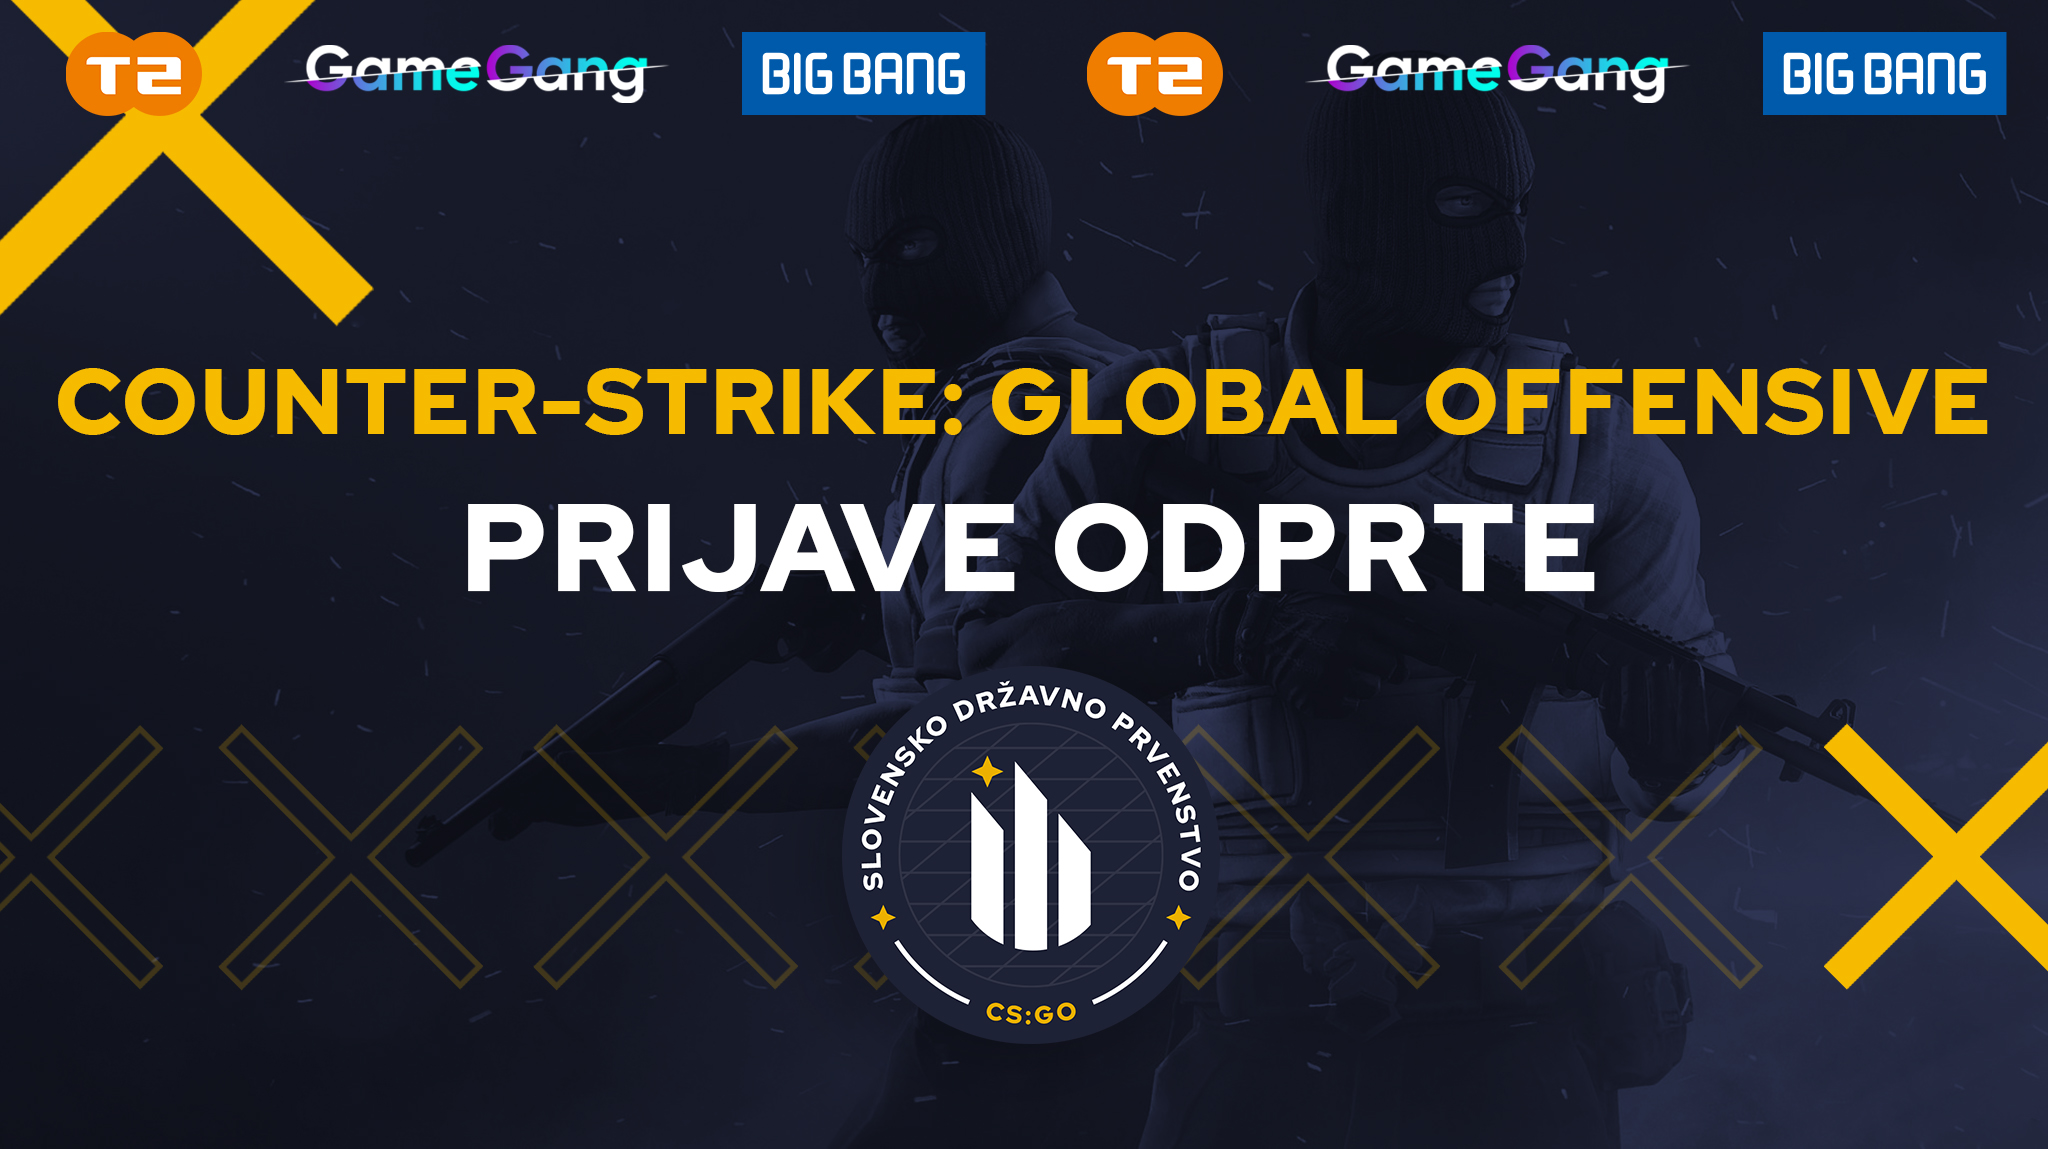 T2 GameGang BIG BANG T2 GameGang BIG BANG
COUNTER-STRIKE: GLOBAL OFFENSIVE
PRIJAVE ODPRTE
SLOVENSKO DRŽAVNO PRVENSTVO
CS:GO